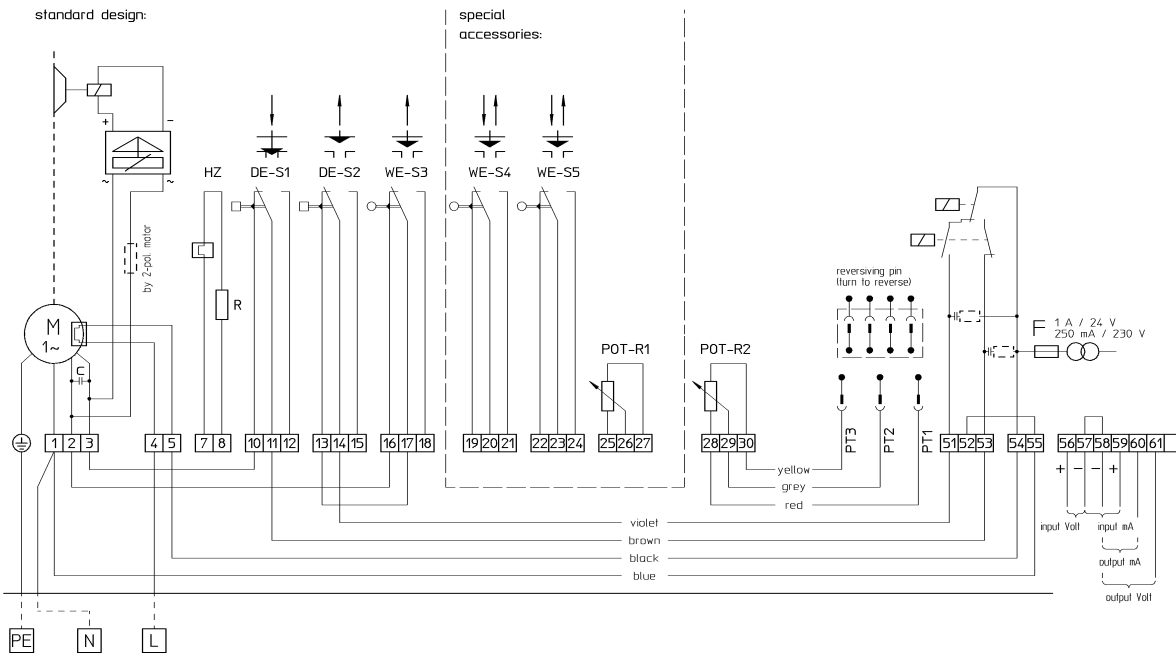 standard design:
special
accessories:
+ −
~ ~
HZ DE-S1 DE-S2 WE-S3 WE-S4 WE-S5
by 2-pol. motor
R
M
1~
C
reversiving pin
(turn to reverse)
F 1 A / 24 V
250 mA / 230 V
POT-R1 POT-R2
PT3 PT2 PT1
1 2 3 4 5 7 8 10 11 12 13 14 15 16 17 18 19 20 21 22 23 24 25 26 27 28 29 30 51 52 53 54 55 56 57 58 59 60 61
+ − − +
yellow
grey
red
violet
brown
black
blue
input Volt input mA
output mA
output Volt
PE N L